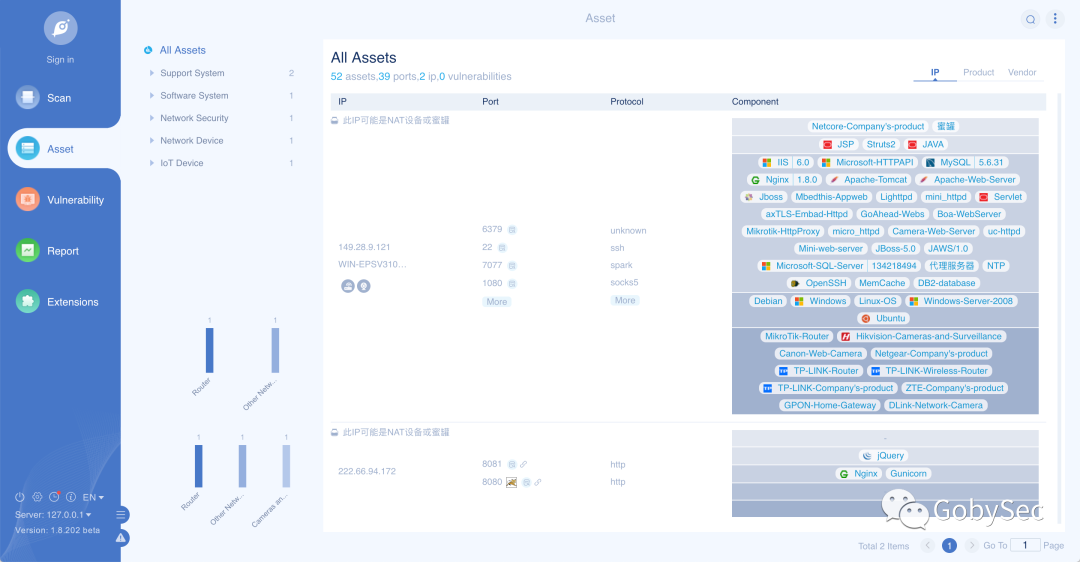 Asset
Sign in
Scan
Asset
Vulnerability
Report
Extensions
EN
Server: 127.0.0.1
Version: 1.8.202 beta
All Assets
Support System 2
Software System 1
Network Security 1
Network Device 1
IoT Device 1
1 1
Router Other Netw...
1 1 1
Router Other Netw... Cameras an...
All Assets
52 assets,39 ports,2 ip,0 vulnerabilities
IP Product Vendor
IP Port Protocol Component
此IP可能是NAT设备或蜜罐
149.28.9.121
WIN-EPSV310...
6379 unknown
22 ssh
7077 spark
1080 socks5
More More
Netcore-Company's-product 蜜罐
JSP Struts2 JAVA
IIS 6.0 Microsoft-HTTPAPI MySQL 5.6.31
Nginx 1.8.0 Apache-Tomcat Apache-Web-Server
Jboss Mbedthis-Appweb Lighttpd mini_httpd Servlet
axTLS-Embad-Httpd GoAhead-Webs Boa-WebServer
Mikrotik-HttpProxy micro_httpd Camera-Web-Server uc-httpd
Mini-web-server JBoss-5.0 JAWS/1.0
Microsoft-SQL-Server 134218494 代理服务器 NTP
OpenSSH MemCache DB2-database
Debian Windows Linux-OS Windows-Server-2008
Ubuntu
MikroTik-Router Hikvision-Cameras-and-Surveillance
Canon-Web-Camera Netgear-Company's-product
TP-LINK-Router TP-LINK-Wireless-Router
TP-LINK-Company's-product ZTE-Company's-product
GPON-Home-Gateway DLink-Network-Camera
此IP可能是NAT设备或蜜罐
222.66.94.172
8081 http
8080 http
-
jQuery
Nginx Gunicorn
GobySec
Total 2 Items 1 Go To 1 Page